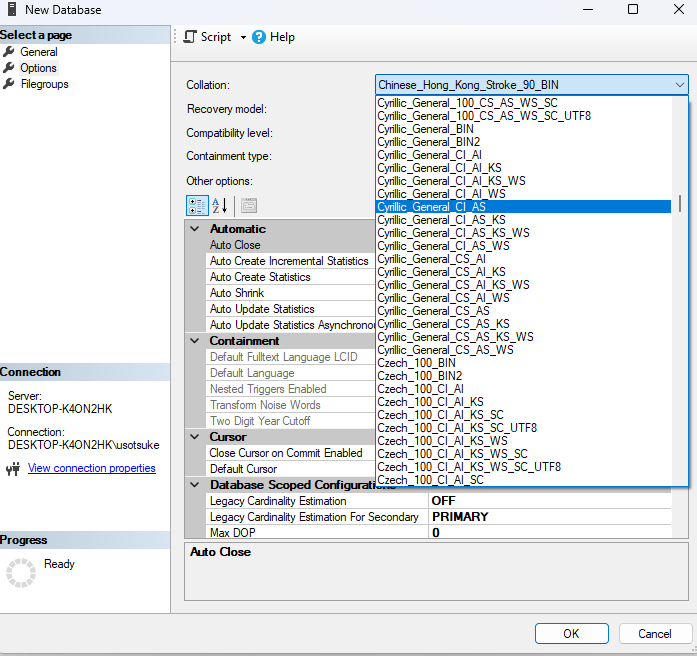 New Database
Select a page
General
Options
Filegroups
Script
Help
Collation:
Chinese_Hong_Kong_Stroke_90_BIN
Recovery model:
Compatibility level:
Containment type:
Other options:
Cyrillic_General_100_CS_AS_WS_SC
Cyrillic_General_100_CS_AS_WS_SC_UTF8
Cyrillic_General_BIN
Cyrillic_General_BIN2
Cyrillic_General_CI_AI
Cyrillic_General_CI_AI_KS
Cyrillic_General_CI_AI_KS_WS
Cyrillic_General_CI_AI_WS
Cyrillic_General_CI_AS
Cyrillic_General_CI_AS_KS
Cyrillic_General_CI_AS_KS_WS
Cyrillic_General_CI_AS_WS
Cyrillic_General_CS_AI
Cyrillic_General_CS_AI_KS
Cyrillic_General_CS_AI_KS_WS
Cyrillic_General_CS_AI_WS
Cyrillic_General_CS_AS
Cyrillic_General_CS_AS_KS
Cyrillic_General_CS_AS_KS_WS
Cyrillic_General_CS_AS_WS
Czech_100_BIN
Czech_100_BIN2
Czech_100_CI_AI
Czech_100_CI_AI_KS
Czech_100_CI_AI_KS_SC
Czech_100_CI_AI_KS_SC_UTF8
Czech_100_CI_AI_KS_WS
Czech_100_CI_AI_KS_WS_SC
Czech_100_CI_AI_KS_WS_SC_UTF8
Czech_100_CI_AI_SC
Automatic
Auto Close
Auto Create Incremental Statistics
Auto Create Statistics
Auto Shrink
Auto Update Statistics
Auto Update Statistics Asynchronou
Containment
Default Fulltext Language LCID
Default Language
Nested Triggers Enabled
Transform Noise Words
Two Digit Year Cutoff
Cursor
Close Cursor on Commit Enabled
Default Cursor
Database Scoped Configurations
Legacy Cardinality Estimation OFF
Legacy Cardinality Estimation For Secondary PRIMARY
Max DOP 0
Auto Close
Connection
Server:
DESKTOP-K4ON2HK
Connection:
DESKTOP-K4ON2HK\usotsuke
View connection properties
Progress
Ready
OK
Cancel